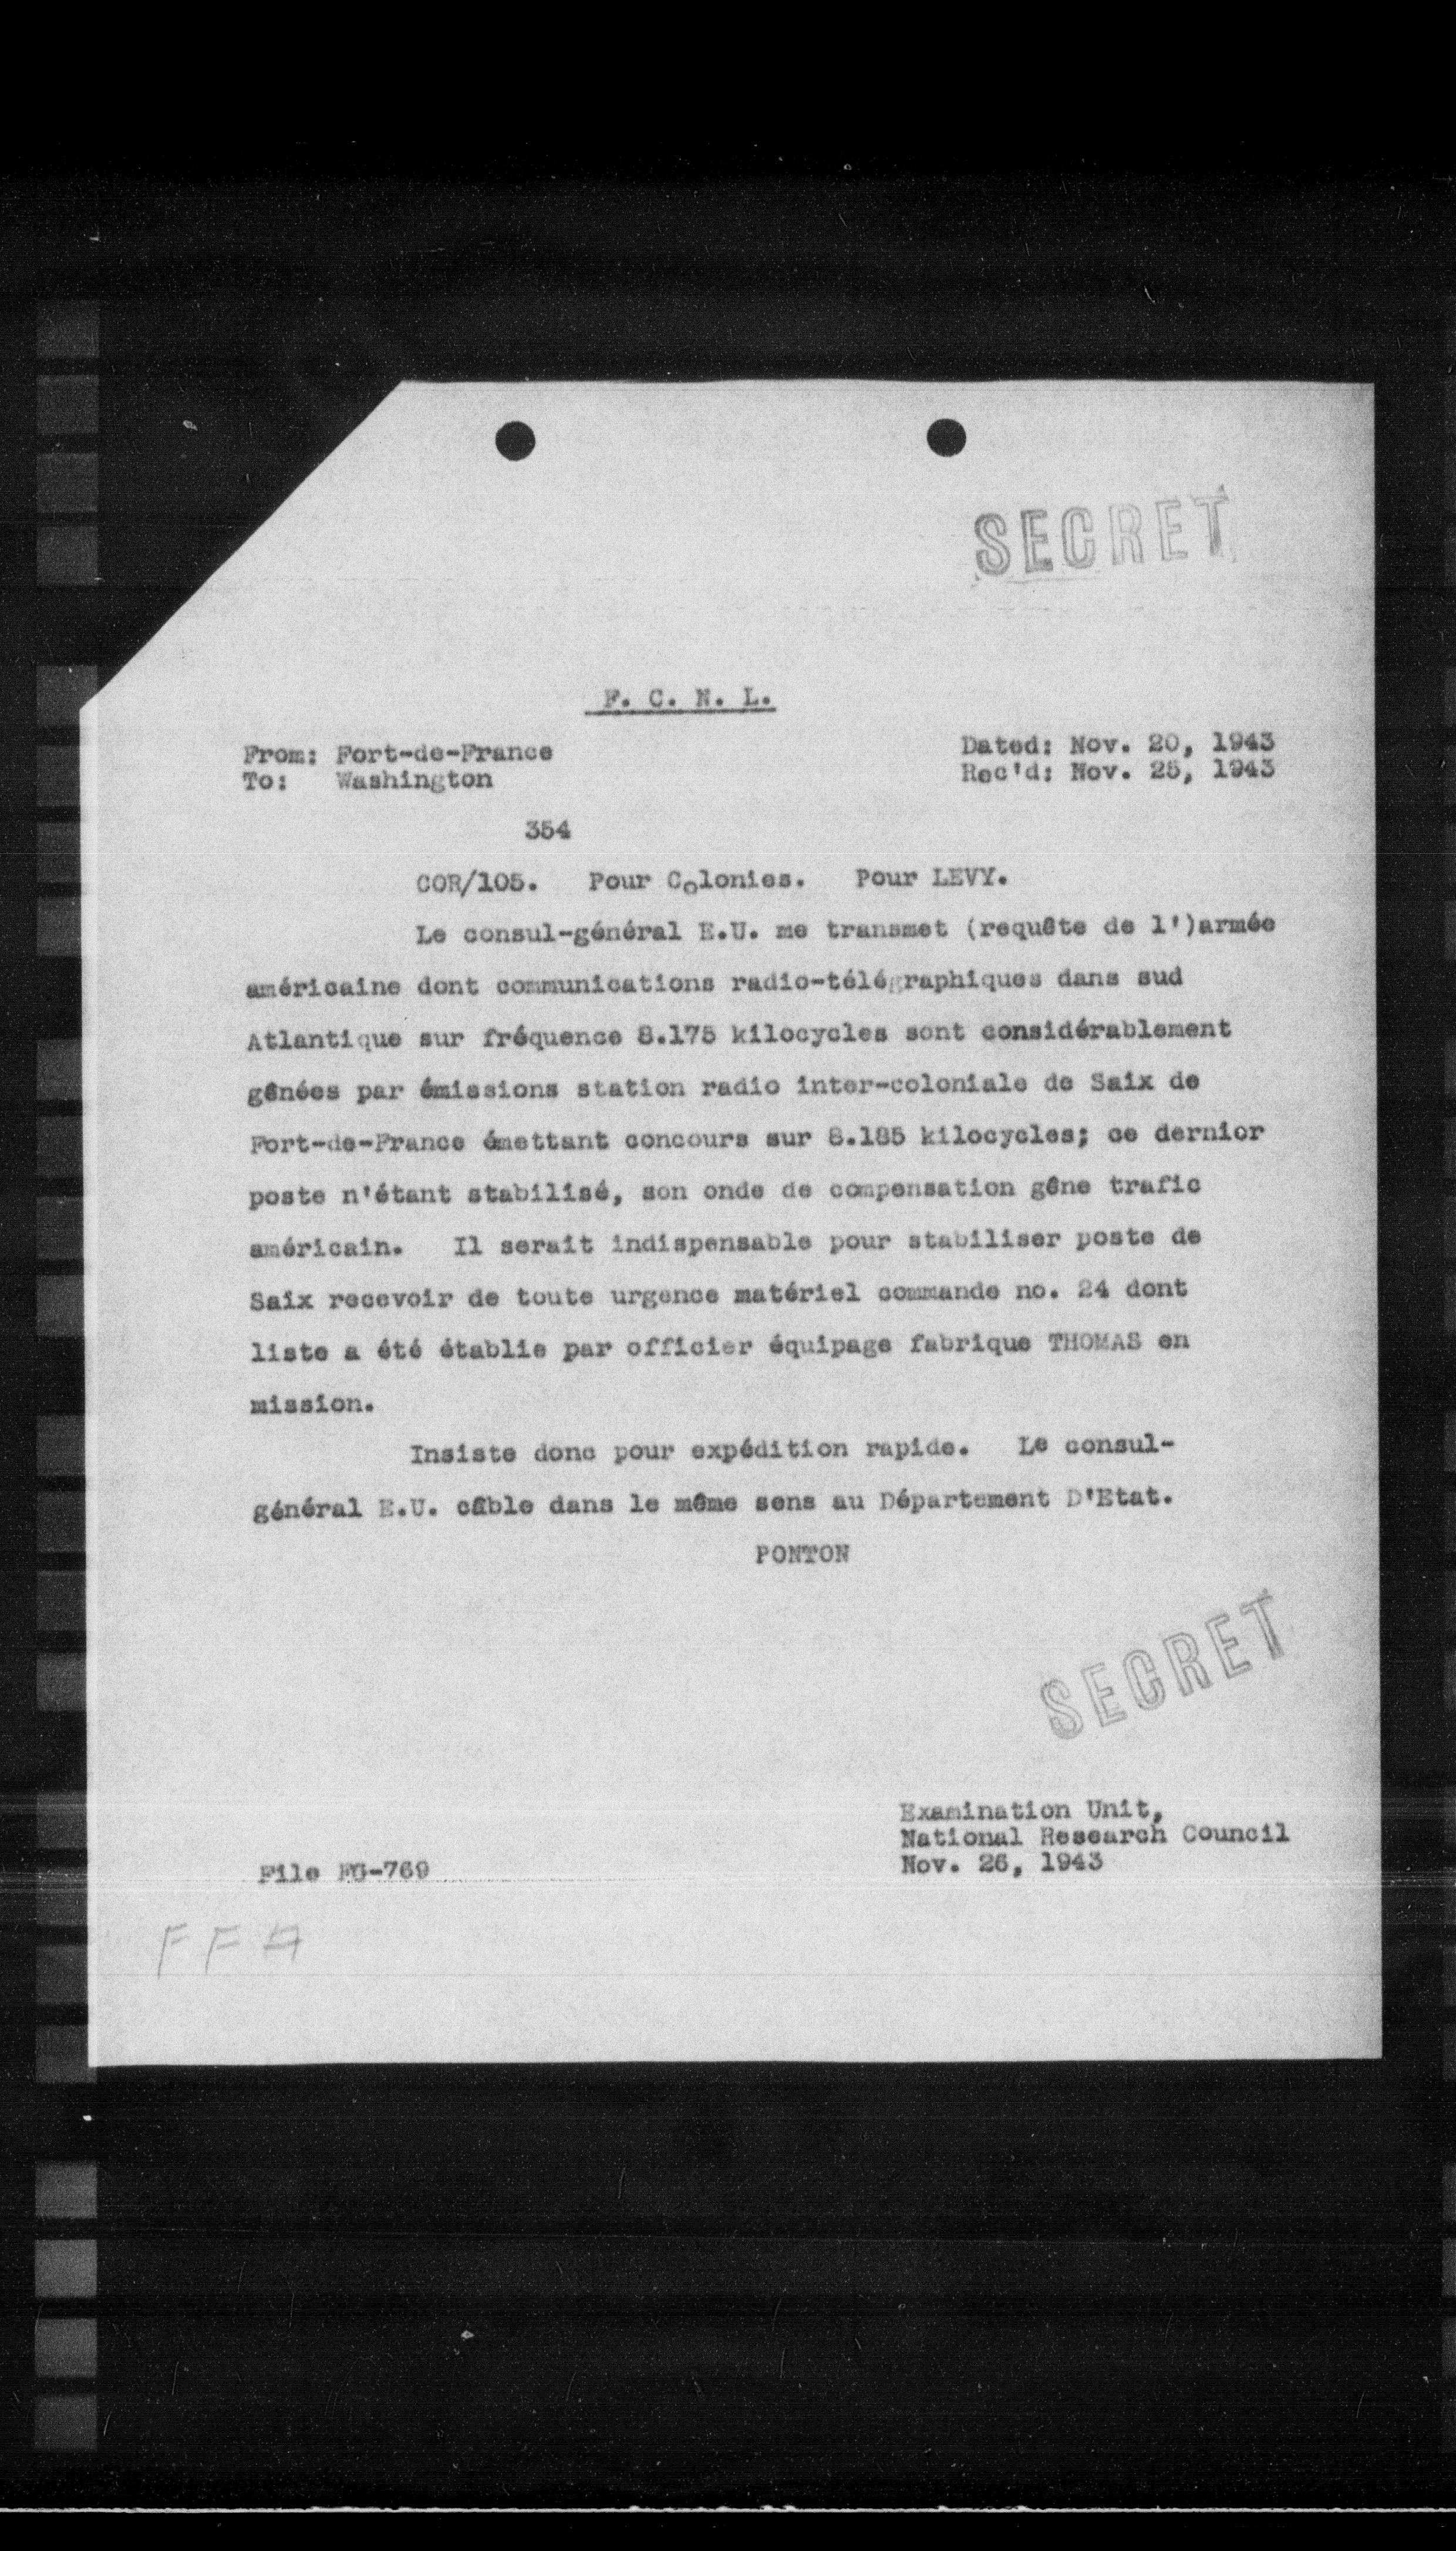 SECRET
F. C. N. L.
From: Fort-de-France
Dated: Nov. 20, 1943
To: Washington
Rec'd: Nov. 25, 1943
354
COR/105. Pour Colonies. Pour LEVY.
Le consul-général E.U. me transmet (requête de l')armée
américaine dont communications radio-télégraphiques dans sud
Atlantique sur fréquence 8.175 kilocycles sont considérablement
gênées par émissions station radio inter-coloniale de Saix de
Fort-de-France émettant concours sur 8.185 kilocycles; ce dernier
poste n'étant stabilisé, son onde de compensation gêne trafic
américain. Il serait indispensable pour stabiliser poste de
Saix recevoir de toute urgence matériel commande no. 24 dont
liste a été établie par officier équipage fabrique THOMAS en
mission.
Insiste donc pour expédition rapide. Le consul-
général E.U. câble dans le même sens au Département D'Etat.
PONTON
SECRET
Examination Unit,
National Research Council
Nov. 26, 1943
File FG-769